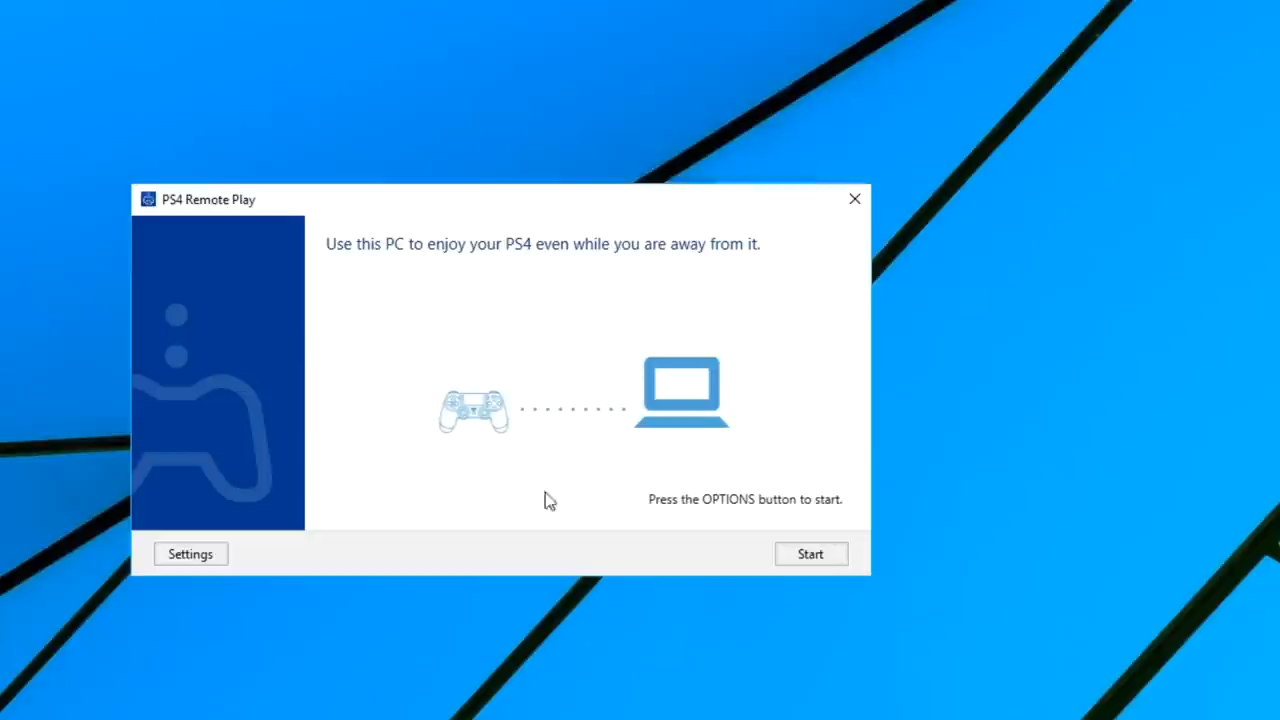 PS4 Remote Play
Use this PC to enjoy your PS4 even while you are away from it.
Press the OPTIONS button to start.
Settings
Start